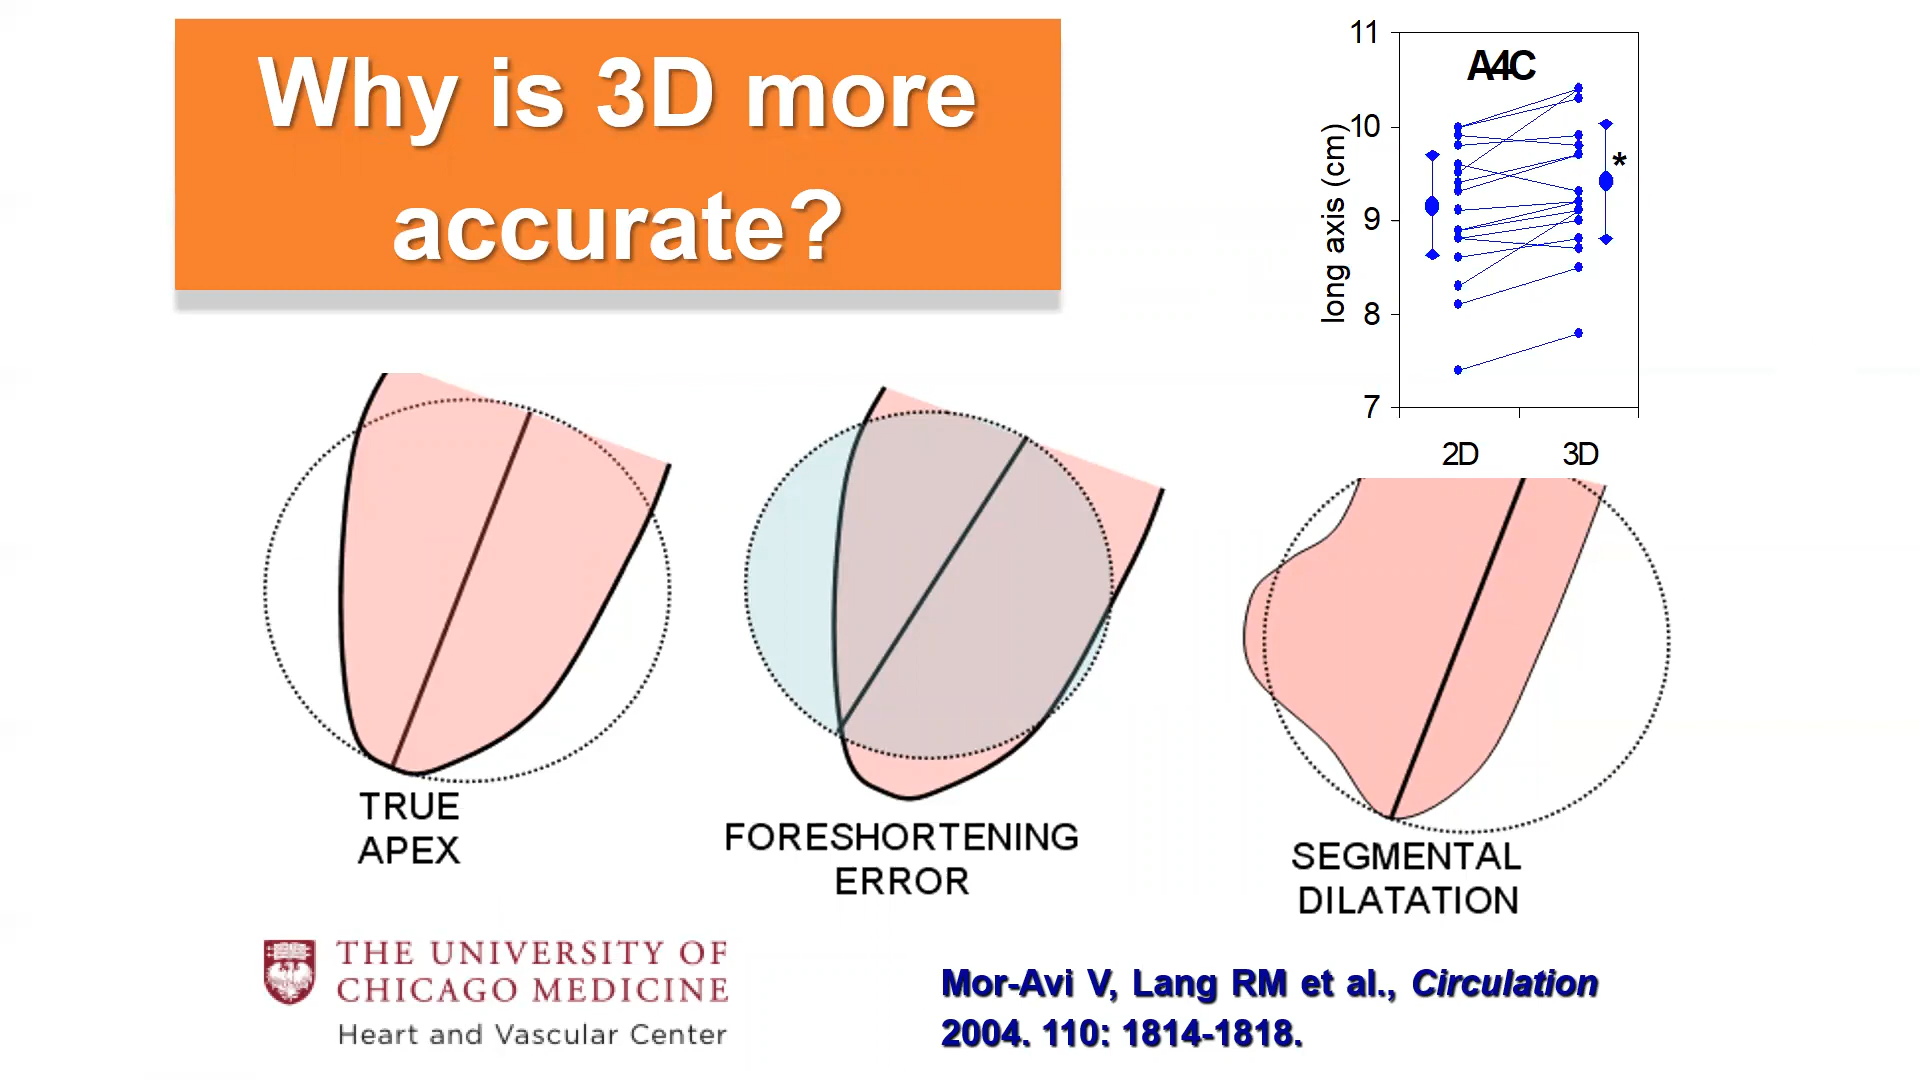 Why is 3D more
accurate?
11
A4C
10
long axis (cm)
*
9
8
7
2D 3D
TRUE
APEX
FORESHORTENING
ERROR
SEGMENTAL
DILATATION
THE UNIVERSITY OF
CHICAGO MEDICINE
Heart and Vascular Center
Mor-Avi V, Lang RM et al., Circulation
2004. 110: 1814-1818.